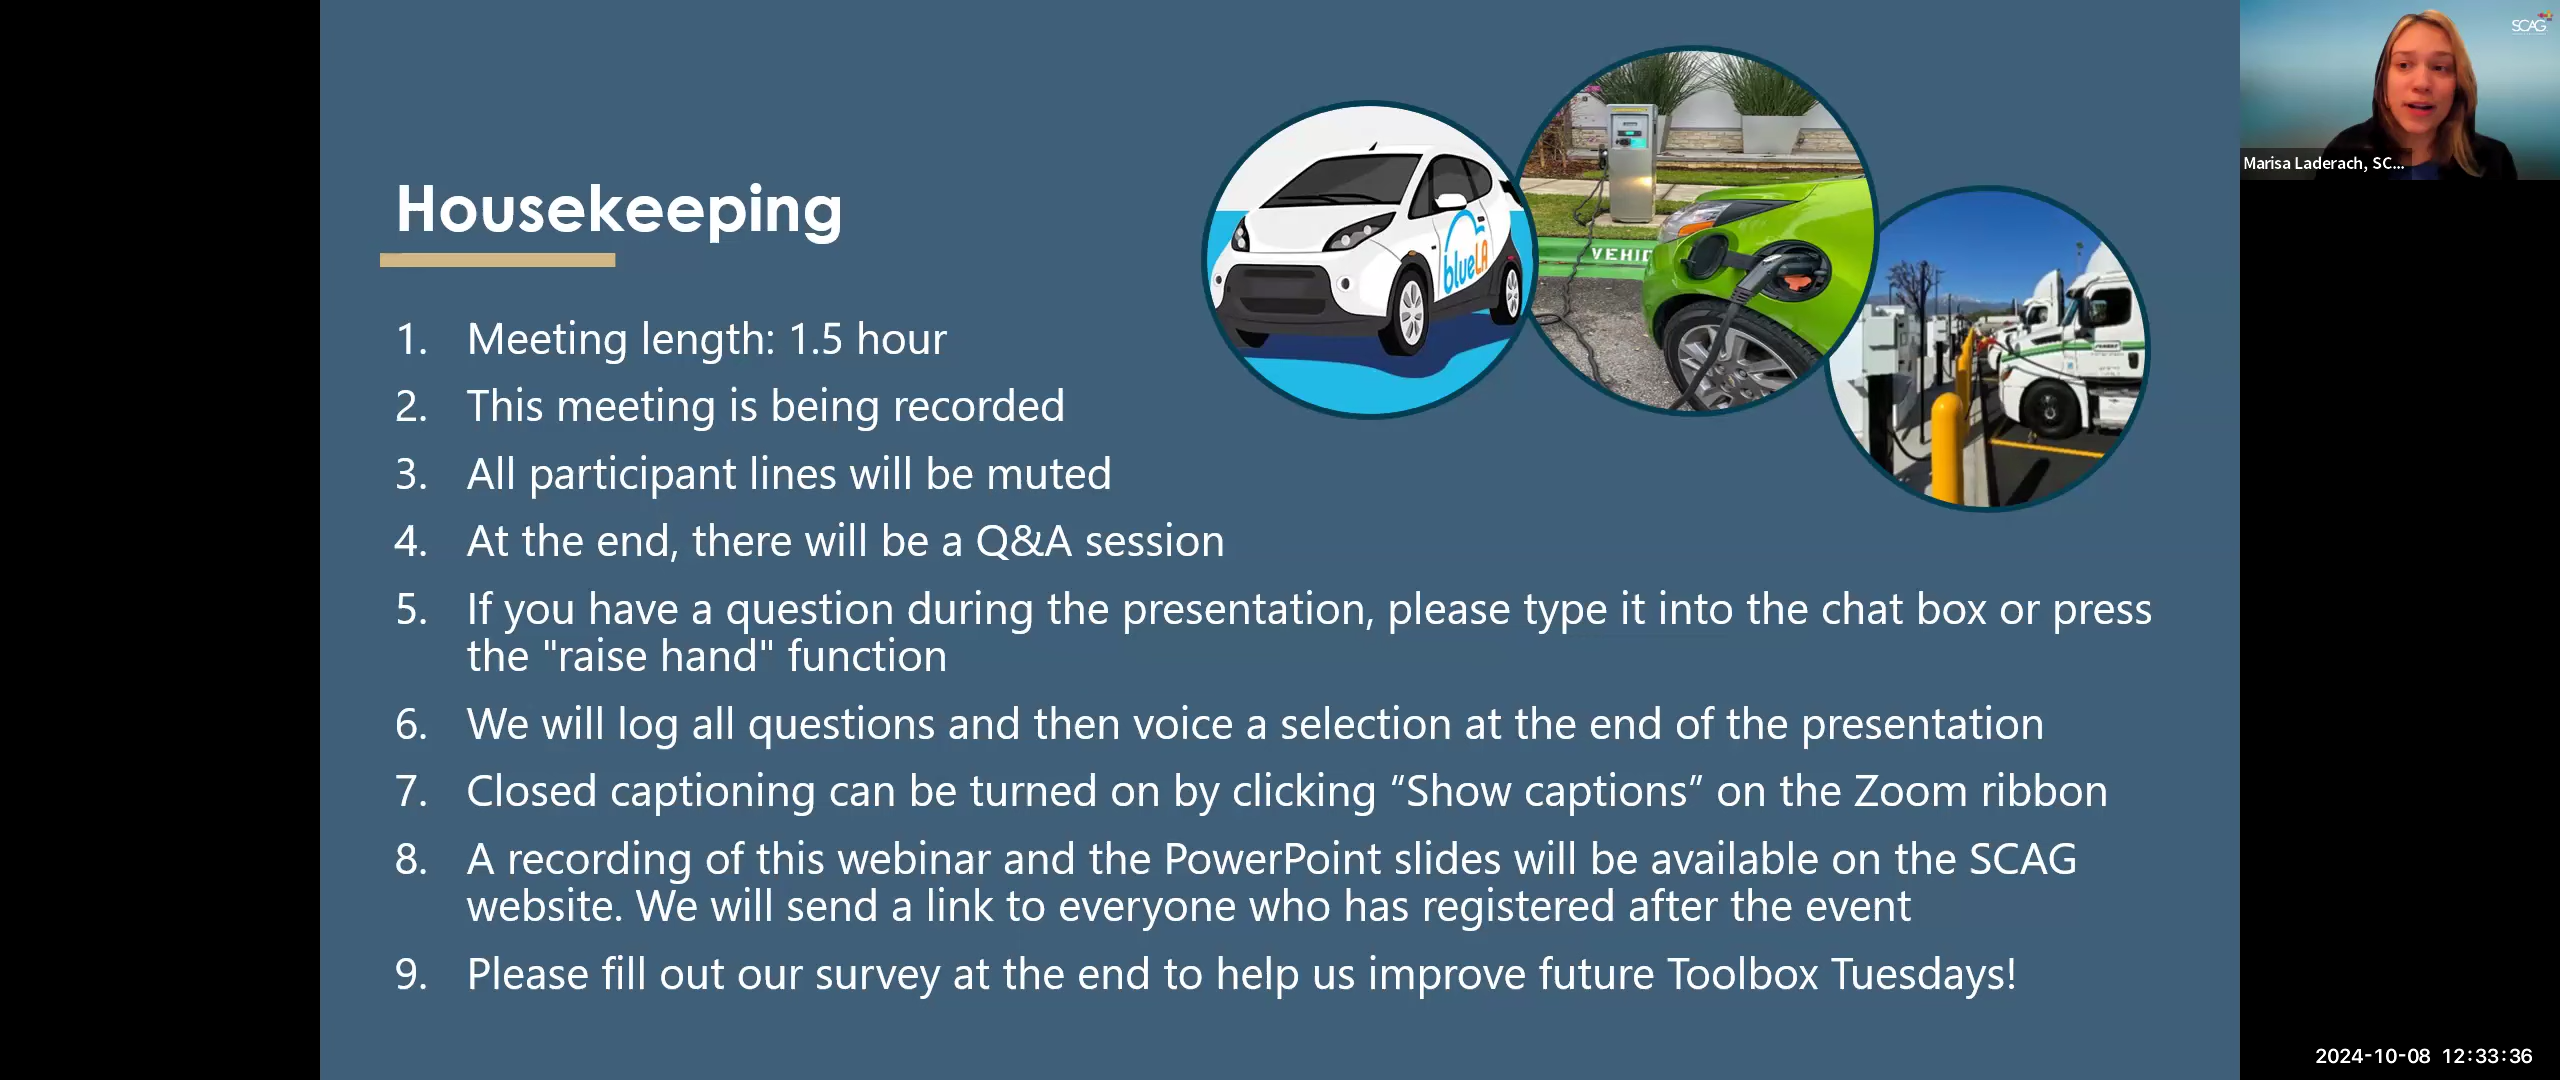 SCAG
Marisa Laderach, SC...
Housekeeping
blueLA
VEHIC
1. Meeting length: 1.5 hour
2. This meeting is being recorded
3. All participant lines will be muted
4. At the end, there will be a Q&A session
5. If you have a question during the presentation, please type it into the chat box or press
the "raise hand" function
6. We will log all questions and then voice a selection at the end of the presentation
7. Closed captioning can be turned on by clicking “Show captions” on the Zoom ribbon
8. A recording of this webinar and the PowerPoint slides will be available on the SCAG
website. We will send a link to everyone who has registered after the event
9. Please fill out our survey at the end to help us improve future Toolbox Tuesdays!
2024-10-08 12:33:36